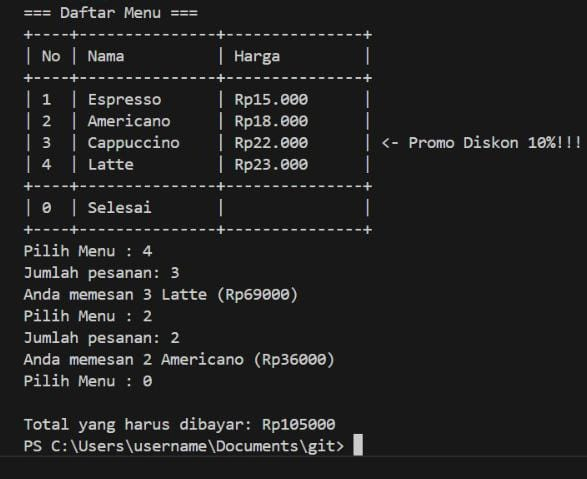 === Daftar Menu ===
+----+---------------+---------------+
| No | Nama          | Harga         |
+----+---------------+---------------+
| 1  | Espresso      | Rp15.000      |
| 2  | Americano     | Rp18.000      |
| 3  | Cappuccino    | Rp22.000      | <- Promo Diskon 10%!!!
| 4  | Latte         | Rp23.000      |
+----+---------------+---------------+
| 0  | Selesai       |               |
+----+---------------+---------------+
Pilih Menu : 4
Jumlah pesanan: 3
Anda memesan 3 Latte (Rp69000)
Pilih Menu : 2
Jumlah pesanan: 2
Anda memesan 2 Americano (Rp36000)
Pilih Menu : 0

Total yang harus dibayar: Rp105000
PS C:\Users\username\Documents\git>